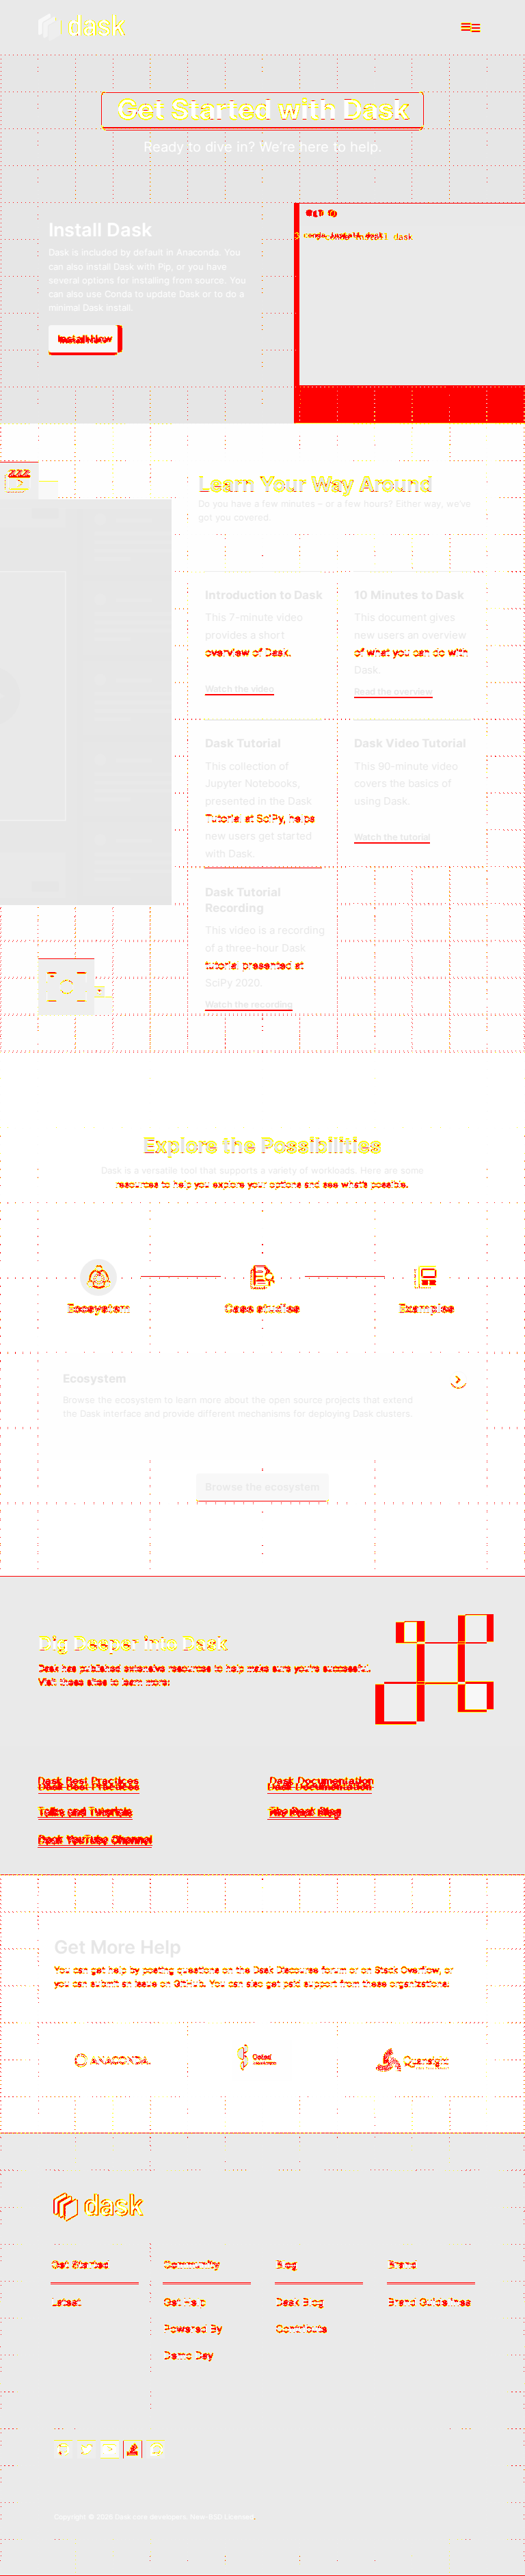 dask
Get Started with Dask
Ready to dive in? We're here to help.
Install Dask
Dask is included by default in Anaconda. You
can also install Dask with Pip, or you have
several options for installing from source. You
can also use Conda to update Dask or to do a
minimal Dask install.
Install Now
conda install dask
Learn Your Way Around
Do you have a few minutes – or a few hours? Either way, we've
got you covered.
Introduction to Dask
This 7-minute video
provides a short
overview of Dask.
Watch the video
10 Minutes to Dask
This document gives
new users an overview
of what you can do with
Dask.
Read the overview
Dask Tutorial
This collection of
Jupyter Notebooks,
presented in the Dask
Tutorial at SciPy, helps
new users get started
with Dask.
Dask Video Tutorial
This 90-minute video
covers the basics of
using Dask.
Watch the tutorial
Dask Tutorial
Recording
This video is a recording
of a three-hour Dask
tutorial presented at
SciPy 2020.
Watch the recording
Explore the Possibilities
Dask is a versatile tool that supports a variety of workloads. Here are some
resources to help you explore your options and see what's possible.
Ecosystem
Case studies
Examples
Ecosystem
Browse the ecosystem to learn more about the open source projects that extend
the Dask interface and provide different mechanisms for deploying Dask clusters.
Browse the ecosystem
Dig Deeper into Dask
Dask has published extensive resources to help make sure you're successful.
Visit these sites to learn more:
Dask Best Practices
Dask Documentation
Talks and Tutorials
The Dask Blog
Dask YouTube Channel
Get More Help
You can get help by posting questions on the Dask Discourse forum or on Stack Overflow, or
you can submit an issue on GitHub. You can also get paid support from these organizations:
ANACONDA.
Coiled
Quansight
dask
Get Started
Community
Blog
Brand
Latest
Get Help
Dask Blog
Brand Guidelines
Powered By
Contribute
Demo Day